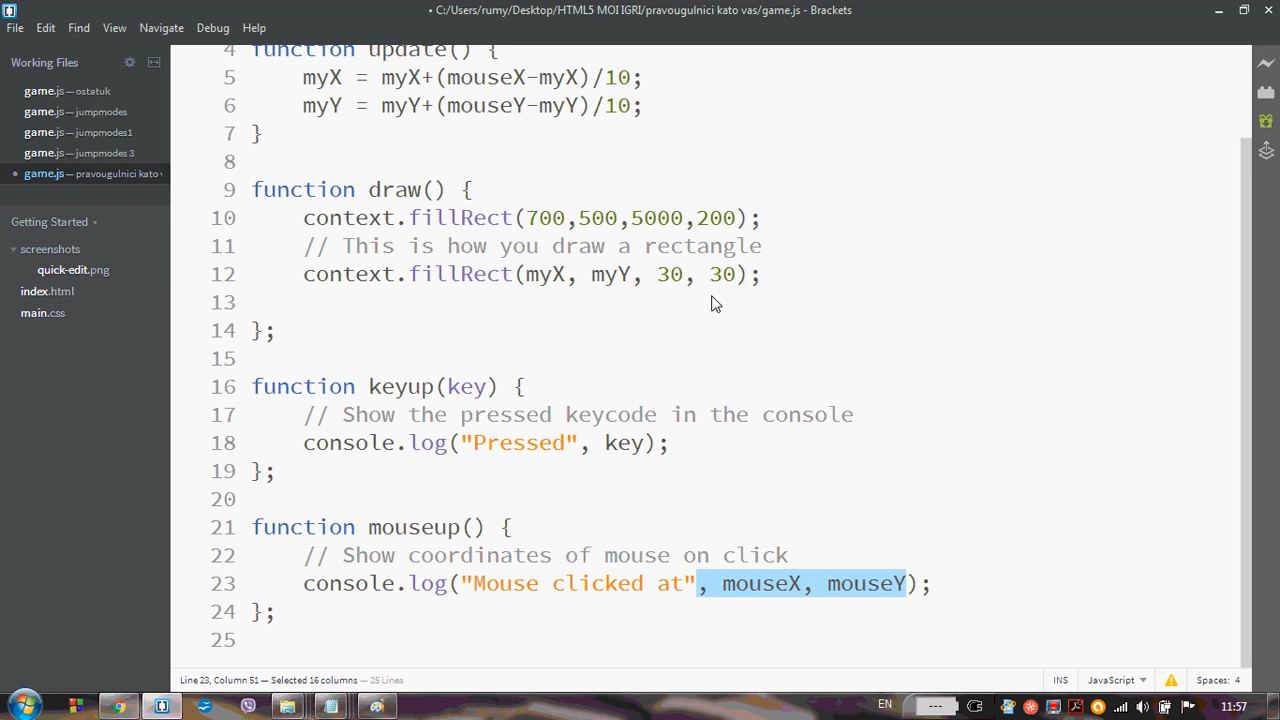 • C:/Users/rumy/Desktop/HTML5 MOI IGRI/pravougulnici kato vas/game.js - Brackets
File Edit Find View Navigate Debug Help
Working Files
game.js — ostatuk
game.js — jumpmodes
game.js — jumpmodes1
game.js — jumpmodes 3
• game.js — pravougulnici kato v
Getting Started
screenshots
quick-edit.png
index.html
main.css
4 function update() {
5 myX = myX+(mouseX-myX)/10;
6 myY = myY+(mouseY-myY)/10;
7 }
8
9 function draw() {
10 context.fillRect(700,500,5000,200);
11 // This is how you draw a rectangle
12 context.fillRect(myX, myY, 30, 30);
13
14 };
15
16 function keyup(key) {
17 // Show the pressed keycode in the console
18 console.log("Pressed", key);
19 };
20
21 function mouseup() {
22 // Show coordinates of mouse on click
23 console.log("Mouse clicked at", mouseX, mouseY);
24 };
25
Line 23, Column 51 — Selected 16 columns — 25 Lines
INS JavaScript Spaces: 4
EN --- 11:57